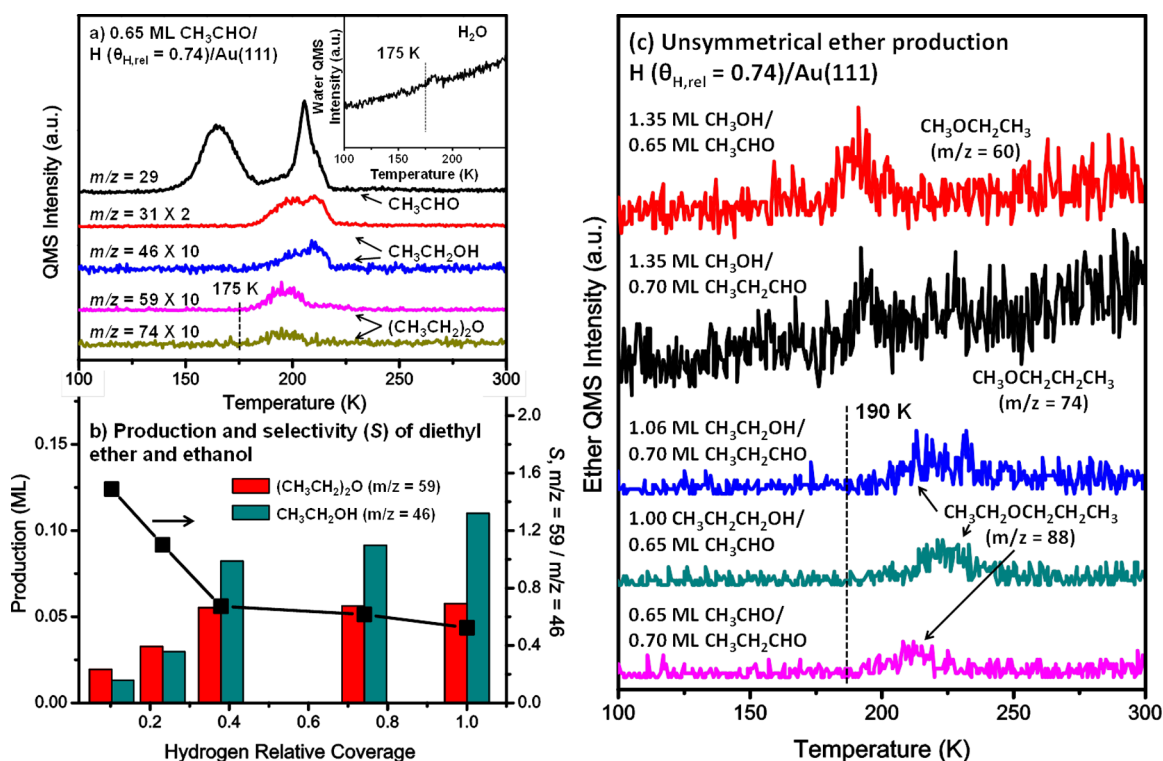 a) 0.65 ML CH₃CHO/
H (θH,rel = 0.74)/Au(111)
H₂O
175 K
Water QMS
Intensity (a.u.)
100
150
200
250
Temperature (K)
QMS Intensity (a.u.)
m/z = 29
CH₃CHO
m/z = 31 X 2
CH₃CH₂OH
m/z = 46 X 10
175 K
m/z = 59 X 10
(CH₃CH₂)₂O
m/z = 74 X 10
100 150 200 250 300
Temperature (K)
b) Production and selectivity (S) of diethyl
ether and ethanol
(CH₃CH₂)₂O (m/z = 59)
CH₃CH₂OH (m/z = 46)
Production (ML)
0.15
0.10
0.05
0.00
2.0
1.6
1.2
0.8
0.4
0.0
S, m/z = 59 / m/z = 46
0.2 0.4 0.6 0.8 1.0
Hydrogen Relative Coverage
(c) Unsymmetrical ether production
H (θH,rel = 0.74)/Au(111)
Ether QMS Intensity (a.u.)
1.35 ML CH₃OH/
0.65 ML CH₃CHO
CH₃OCH₂CH₃
(m/z = 60)
1.35 ML CH₃OH/
0.70 ML CH₃CH₂CHO
CH₃OCH₂CH₂CH₃
(m/z = 74)
190 K
1.06 ML CH₃CH₂OH/
0.70 ML CH₃CH₂CHO
CH₃CH₂OCH₂CH₂CH₃
(m/z = 88)
1.00 CH₃CH₂CH₂OH/
0.65 ML CH₃CHO
0.65 ML CH₃CHO/
0.70 ML CH₃CH₂CHO
100 150 200 250 300
Temperature (K)